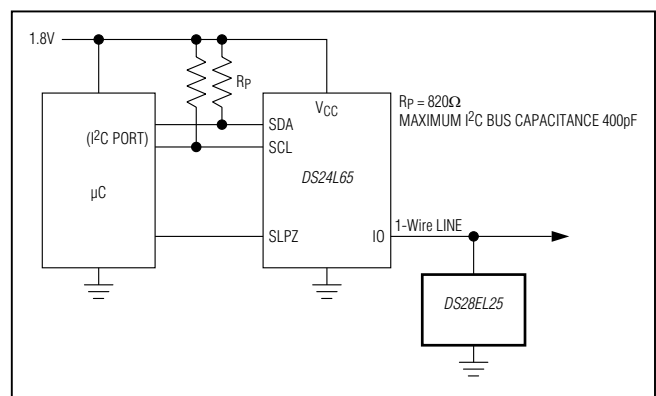 1.8V
RP
VCC
RP = 820Ω
MAXIMUM I2C BUS CAPACITANCE 400pF
(I2C PORT)
SDA
SCL
DS24L65
µC
SLPZ
IO
1-Wire LINE
DS28EL25